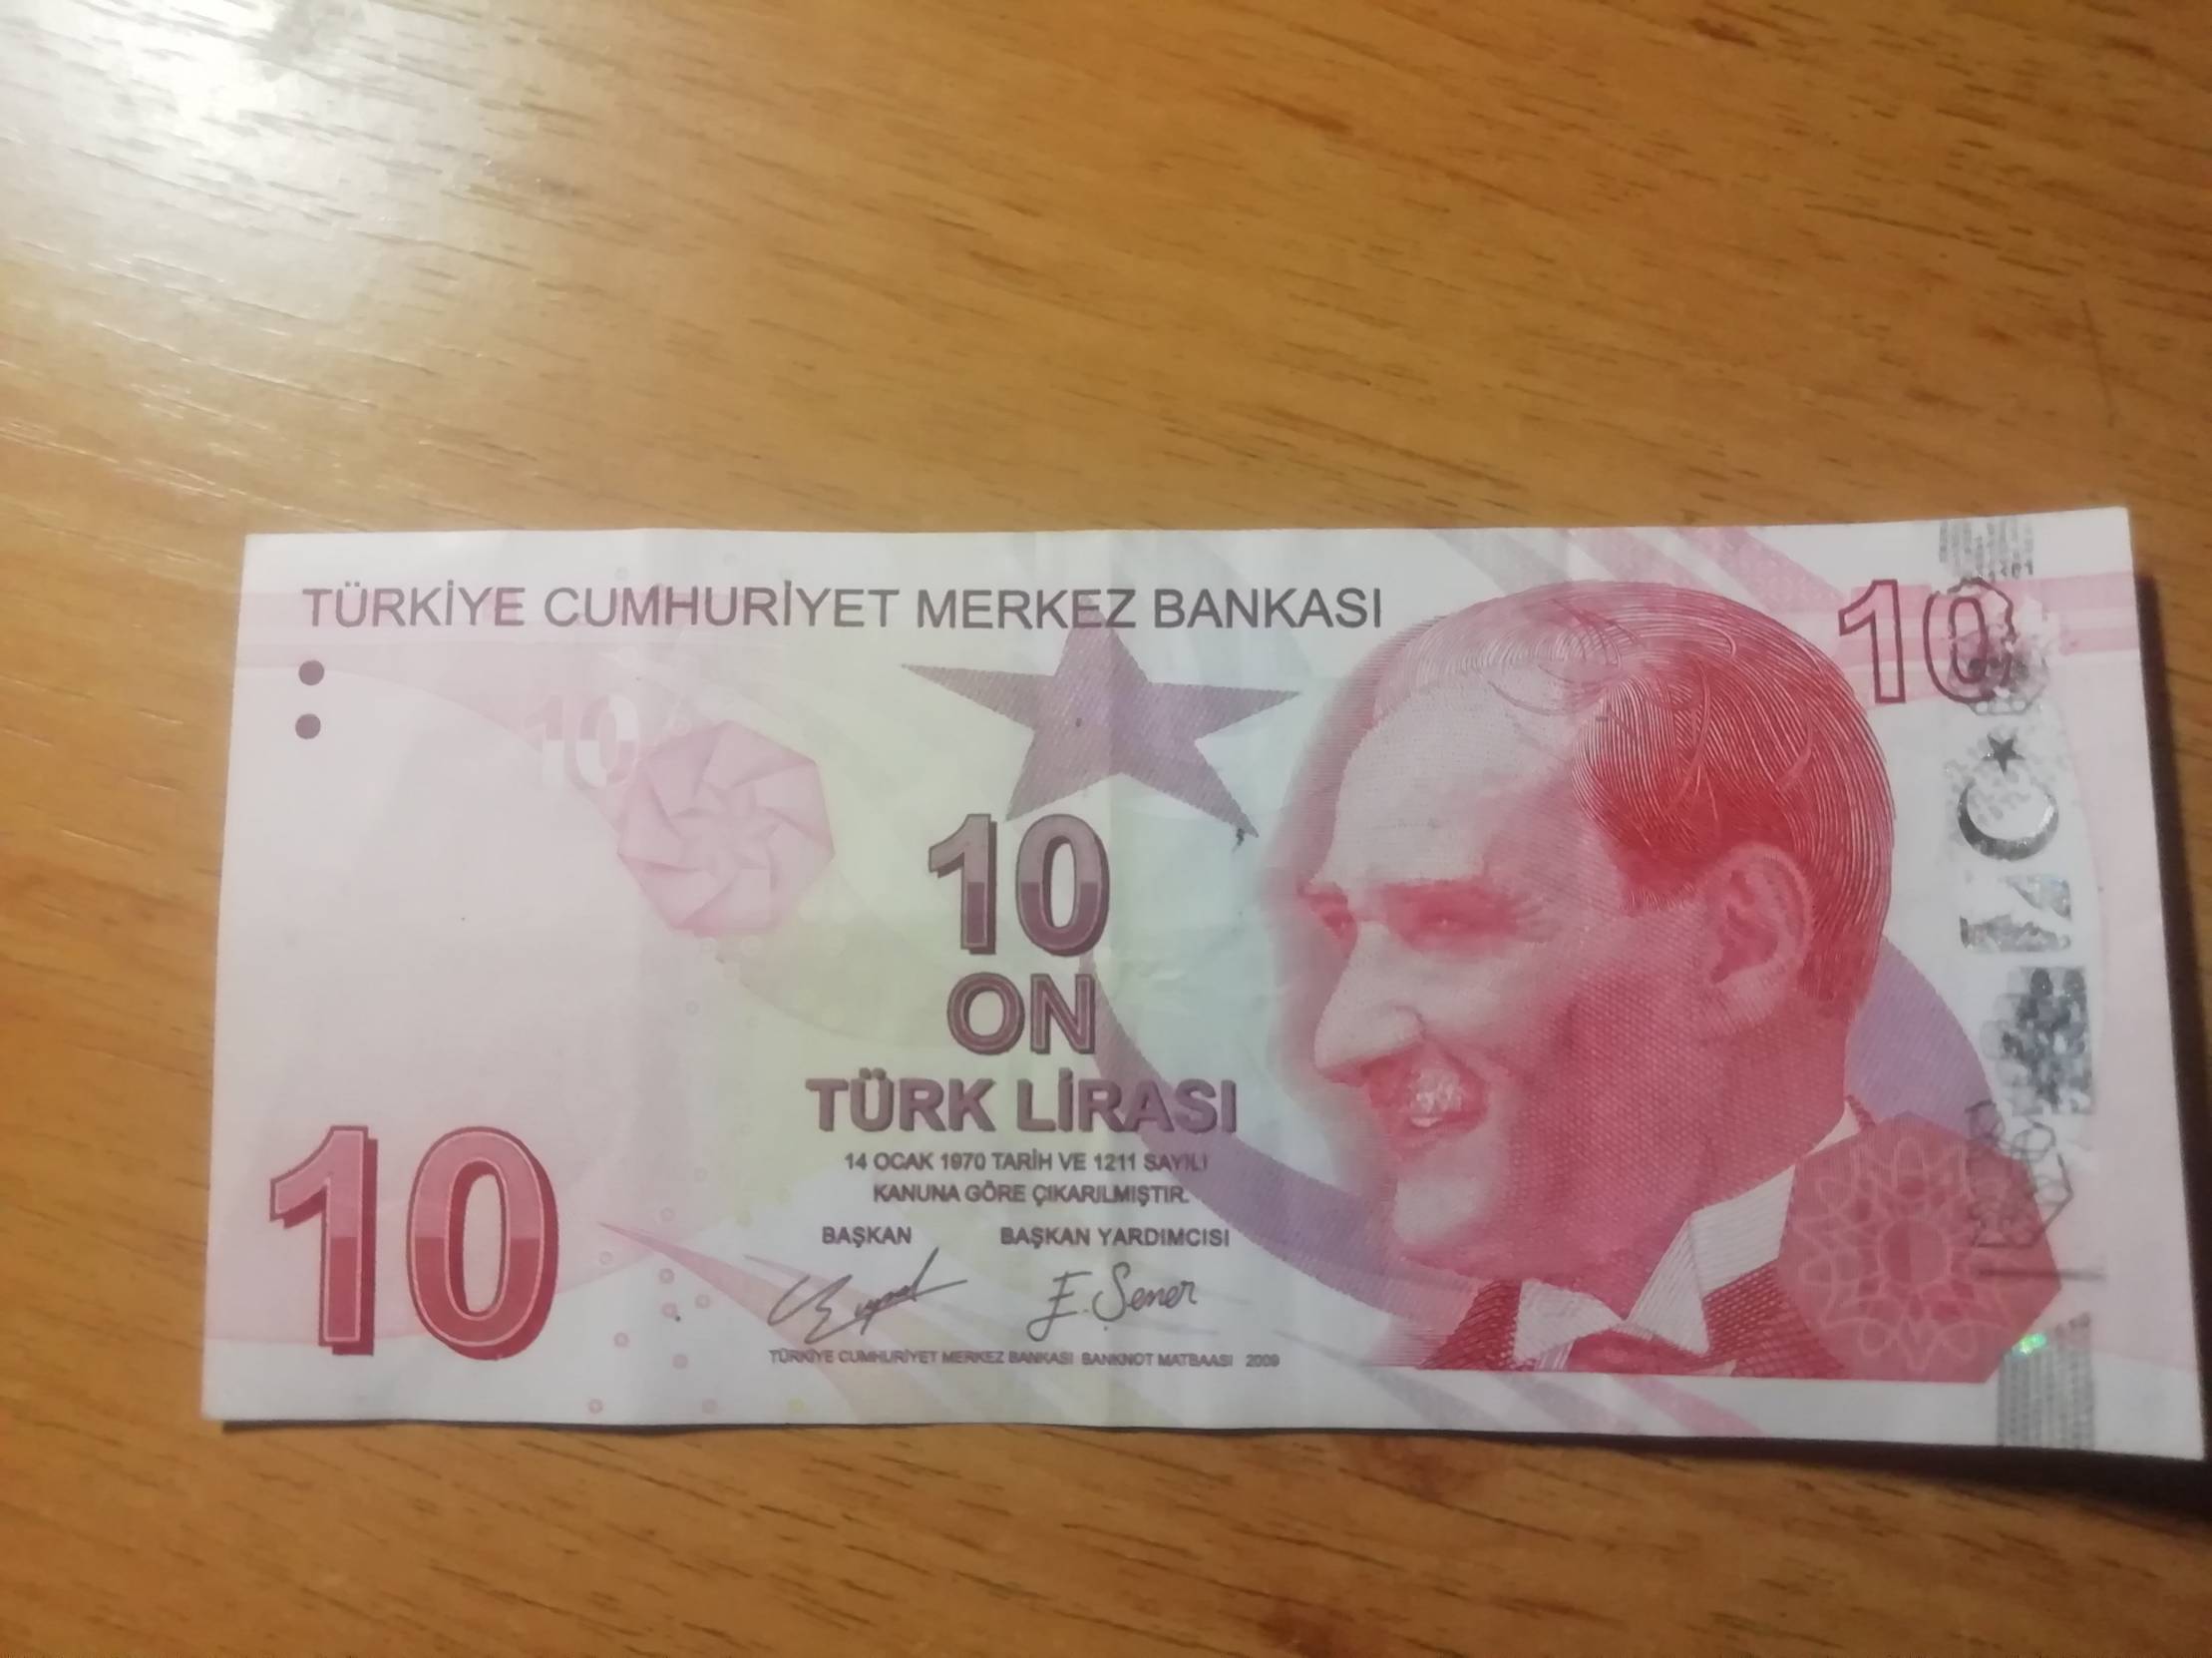 TÜRKİYE CUMHURİYET MERKEZ BANKASI
10
10
10
ON
TÜRK LİRASI
14 OCAK 1970 TARİH VE 1211 SAYILI
KANUNA GÖRE ÇIKARILMIŞTIR.
BAŞKAN BAŞKAN YARDIMCISI
E. Şener
10
TÜRKİYE CUMHURİYET MERKEZ BANKASI BANKNOT MATBAASI 2009